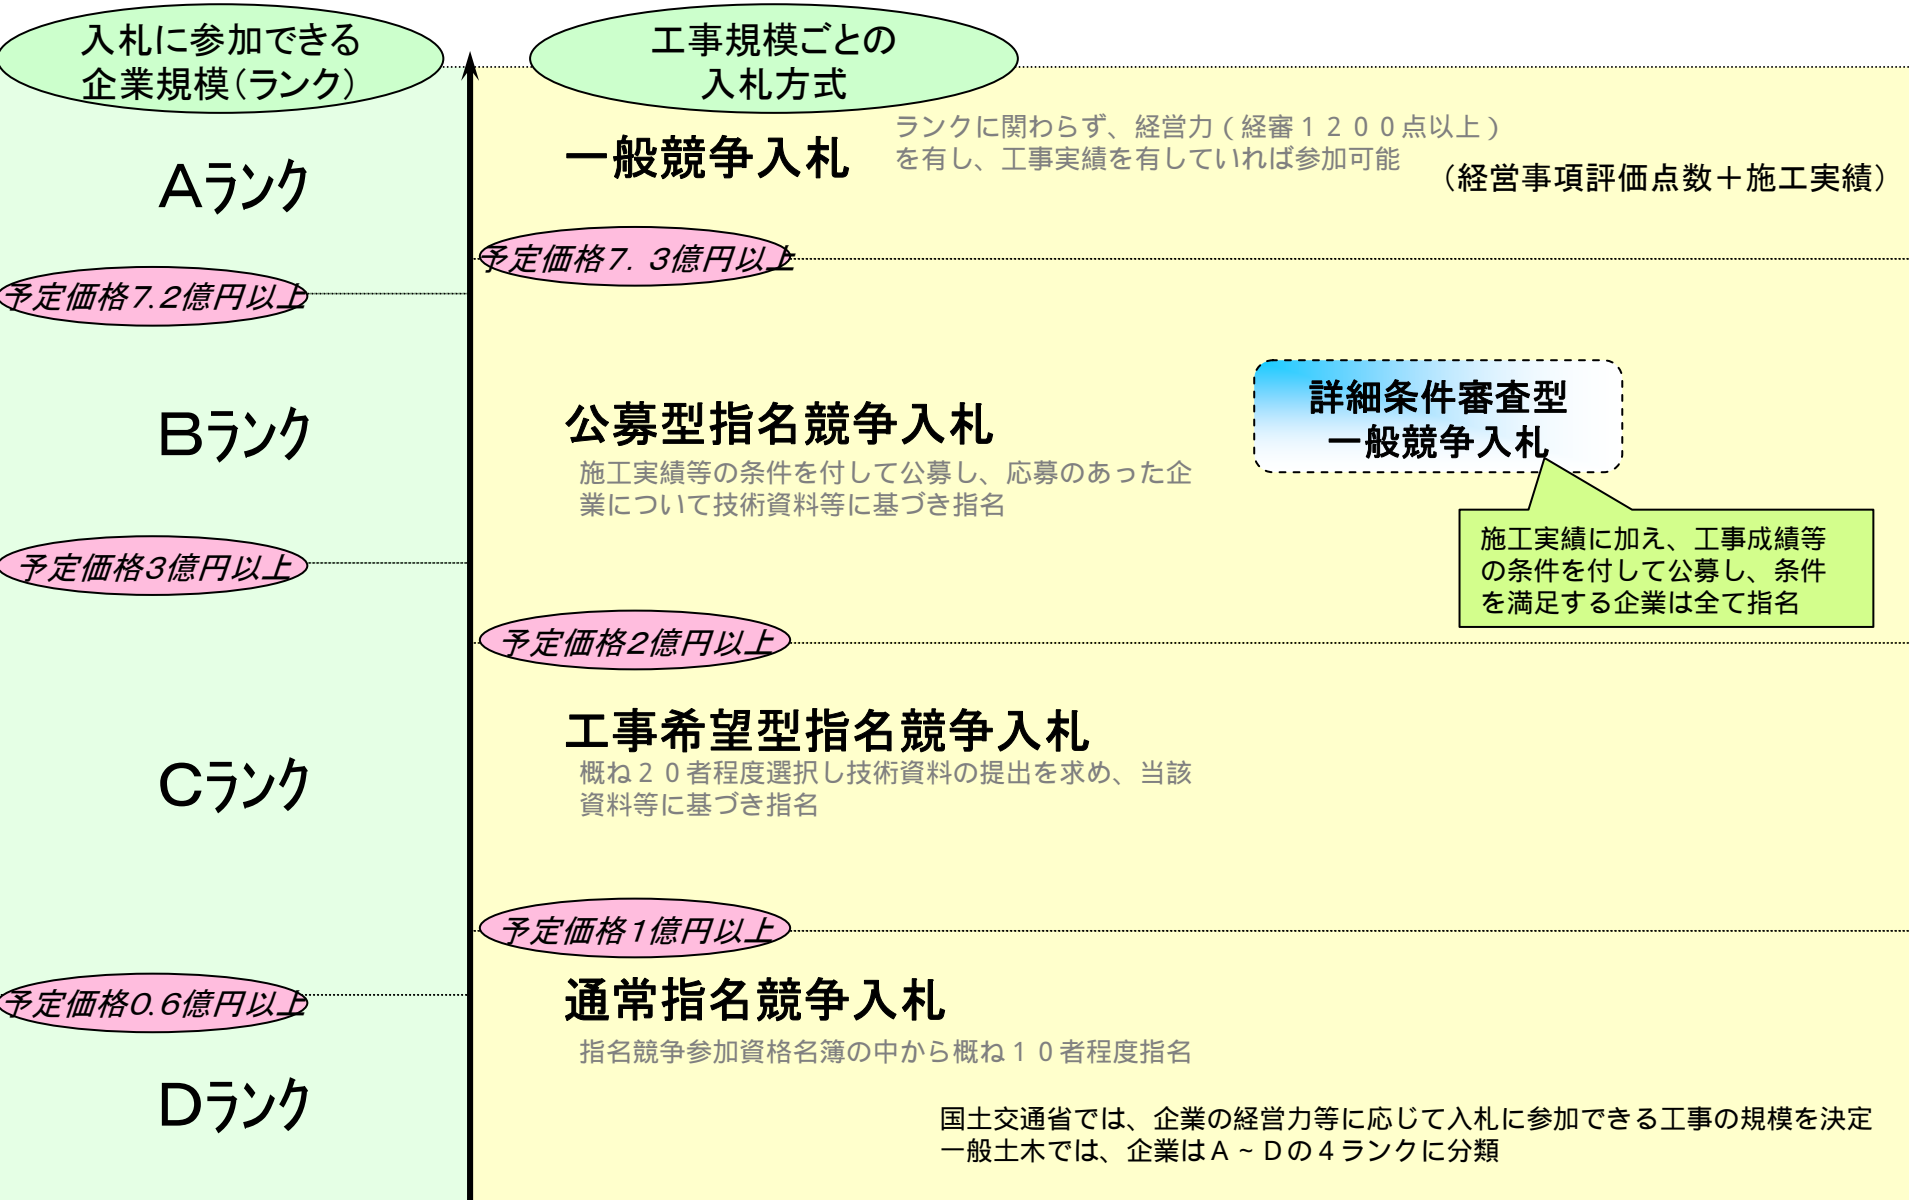 入札に参加できる
企業規模（ランク）
工事規模ごとの
入札方式
Aランク
一般競争入札
ランクに関わらず、経営力（経審１２００点以上）
を有し、工事実績を有していれば参加可能
（経営事項評価点数＋施工実績）
予定価格7．3億円以上
予定価格7.2億円以上
Bランク
公募型指名競争入札
施工実績等の条件を付して公募し、応募のあった企
業について技術資料等に基づき指名
詳細条件審査型
一般競争入札
施工実績に加え、工事成績等
の条件を付して公募し、条件
を満足する企業は全て指名
予定価格3億円以上
予定価格2億円以上
Cランク
工事希望型指名競争入札
概ね２０者程度選択し技術資料の提出を求め、当該
資料等に基づき指名
予定価格1億円以上
予定価格0.6億円以上
通常指名競争入札
指名競争参加資格名簿の中から概ね１０者程度指名
Dランク
国土交通省では、企業の経営力等に応じて入札に参加できる工事の規模を決定
一般土木では、企業はＡ～Ｄの４ランクに分類